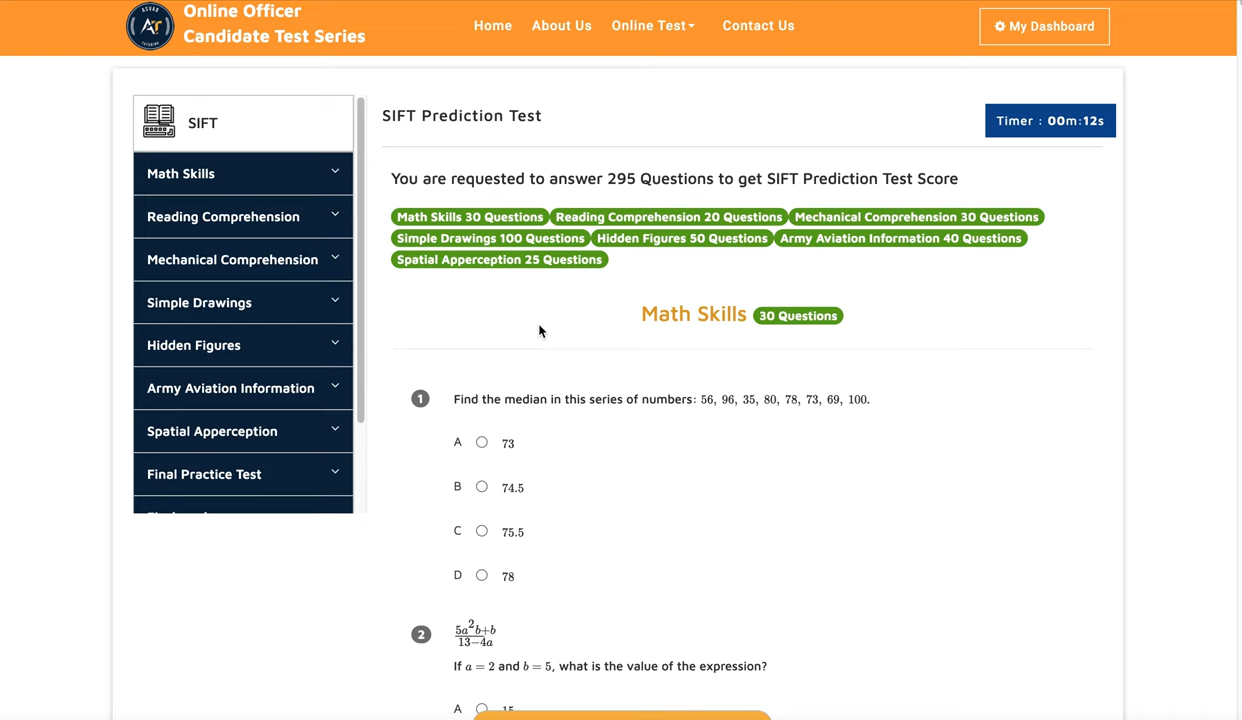 Online Officer
Candidate Test Series
Home About Us Online Test Contact Us
My Dashboard
SIFT
Math Skills
Reading Comprehension
Mechanical Comprehension
Simple Drawings
Hidden Figures
Army Aviation Information
Spatial Apperception
Final Practice Test
SIFT Prediction Test
Timer : 00m:12s
You are requested to answer 295 Questions to get SIFT Prediction Test Score
Math Skills 30 Questions Reading Comprehension 20 Questions Mechanical Comprehension 30 Questions
Simple Drawings 100 Questions Hidden Figures 50 Questions Army Aviation Information 40 Questions
Spatial Apperception 25 Questions
Math Skills 30 Questions
1 Find the median in this series of numbers: 56, 96, 35, 80, 78, 73, 69, 100.
A 73
B 74.5
C 75.5
D 78
2 5a²b+b
13−4a
If a = 2 and b = 5, what is the value of the expression?
A 15